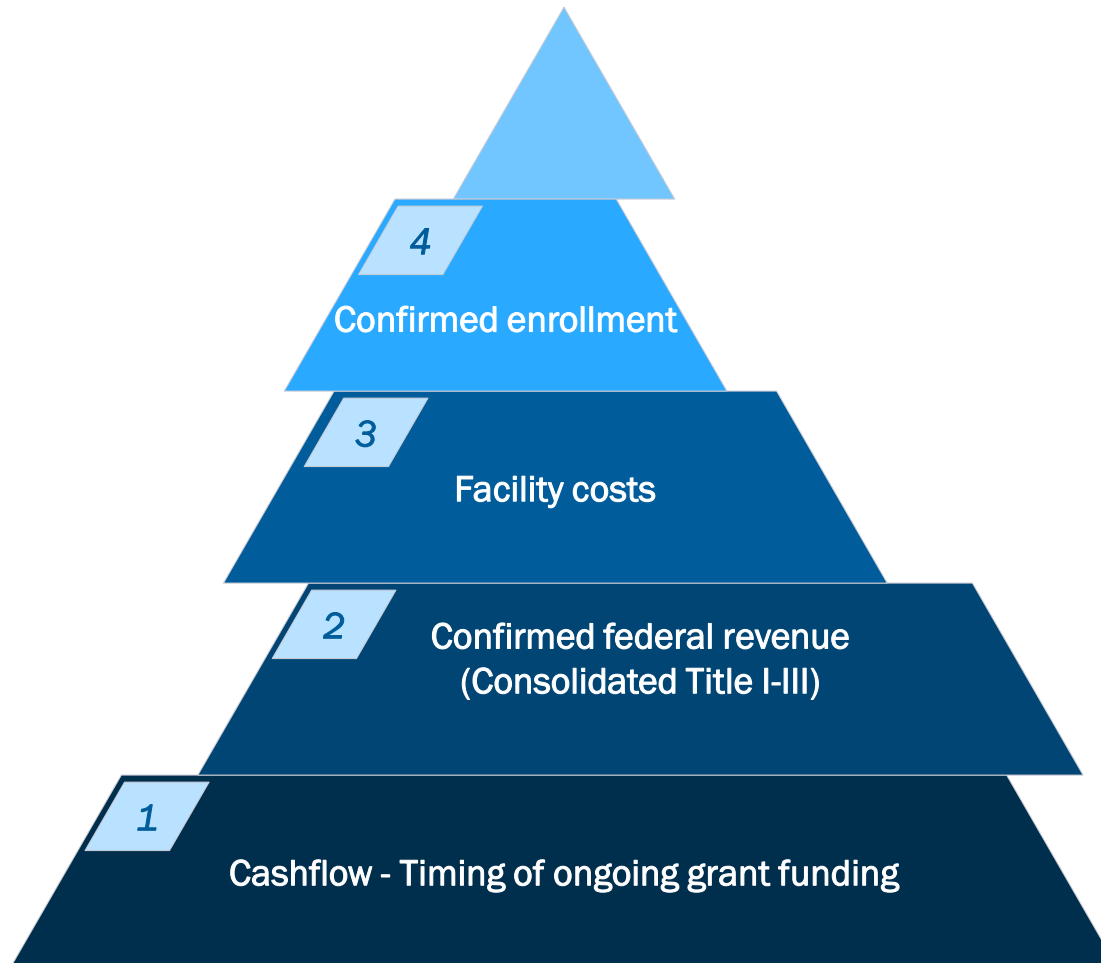 4
Confirmed enrollment
3
Facility costs
2
Confirmed federal revenue
(Consolidated Title I-III)
1
Cashflow - Timing of ongoing grant funding